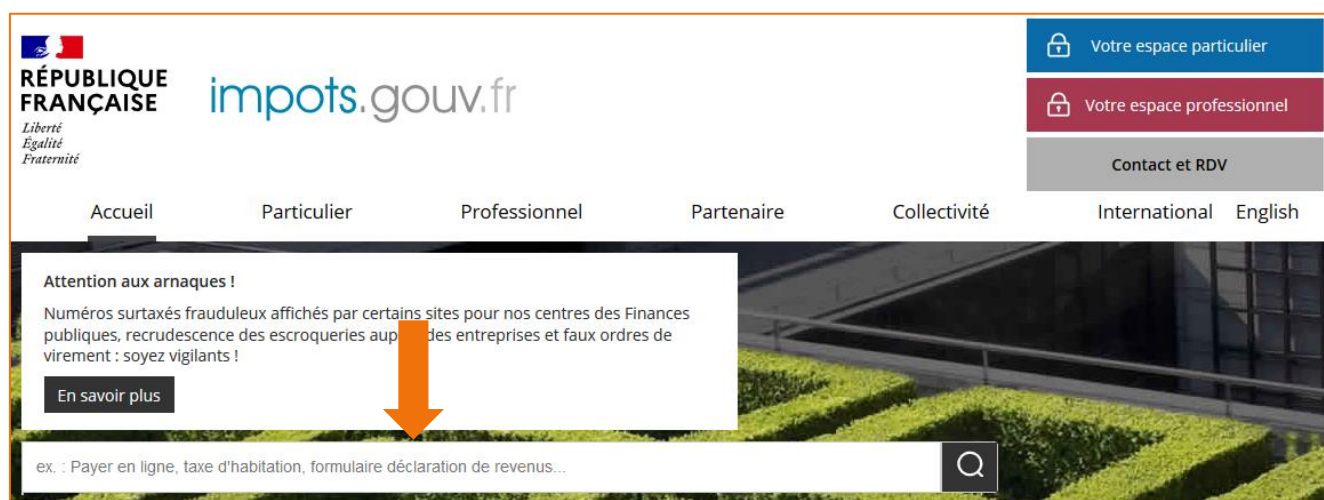 RÉPUBLIQUE
FRANÇAISE
Liberté
Égalité
Fraternité
impots.gouv.fr
Votre espace particulier
Votre espace professionnel
Contact et RDV
Accueil Particulier Professionnel Partenaire Collectivité International English
Attention aux arnaques !
Numéros surtaxés frauduleux affichés par certains sites pour nos centres des Finances
publiques, recrudescence des escroqueries des entreprises et faux ordres de
virement : soyez vigilants !
En savoir plus
ex. : Payer en ligne, taxe d'habitation, formulaire déclaration de revenus...